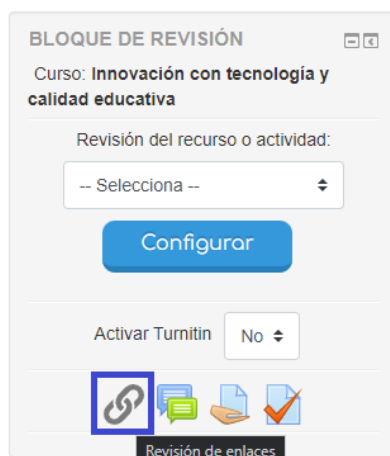 BLOQUE DE REVISIÓN
Curso: Innovación con tecnología y
calidad educativa
Revisión del recurso o actividad:
-- Selecciona --
Configurar
Activar Turnitin No
Revisión de enlaces